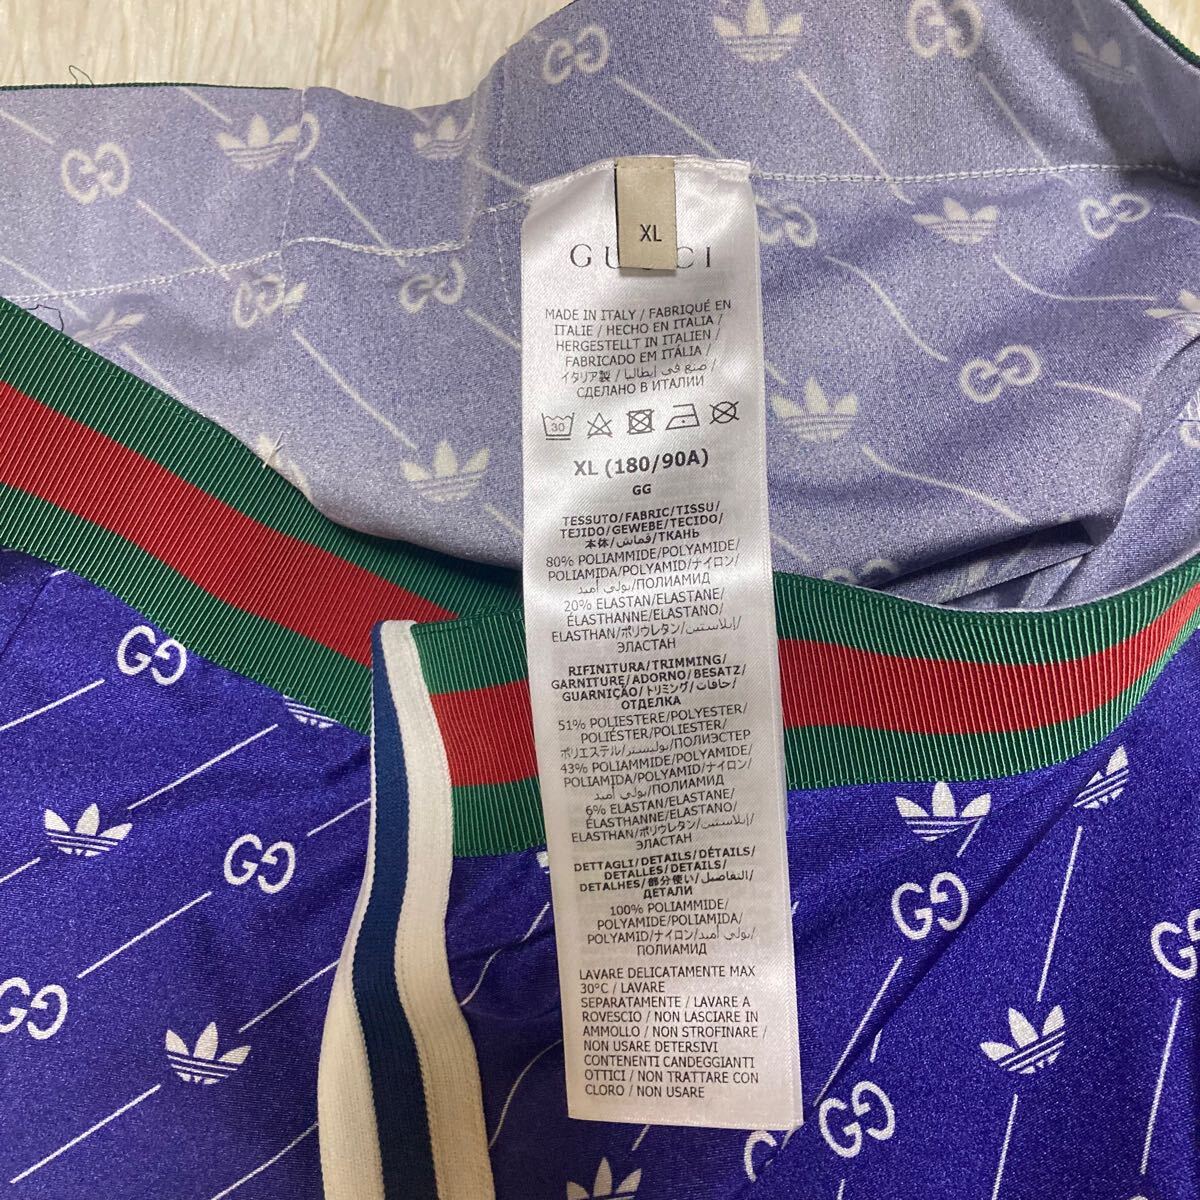 XL
GUCCI
MADE IN ITALY / FABRIQUÉ EN
ITALIE / HECHO EN ITALIA /
HERGESTELLT IN ITALIEN /
FABRICADO EM ITÁLIA /
イタリア製 / صنع في إيطاليا /
СДЕЛАНО В ИТАЛИИ
30
XL (180/90A)
GG
TESSUTO/FABRIC/TISSU/
TEJIDO/GEWEBE/TECIDO/
本体/قماش/ТКАНЬ
80% POLIAMMIDE/POLYAMIDE/
POLIAMIDA/POLYAMID/ナイロン/
بولي أميد/ПОЛИАМИД
20% ELASTAN/ELASTANE/
ÉLASTHANNE/ELASTANO/
ELASTHAN/ポリウレタン/إيلاستين/
ЭЛАСТАН
RIFINITURA/TRIMMING/
GARNITURE/ADORNO/BESATZ/
GUARNIÇÃO/トリミング/حافات/
ОТДЕЛКА
51% POLIESTERE/POLYESTER/
POLIÉSTER/POLIESTER/
ポリエステル/بوليستر/ПОЛИЭСТЕР
43% POLIAMMIDE/POLYAMIDE/
POLIAMIDA/POLYAMID/ナイロン/
بولي أميد/ПОЛИАМИД
6% ELASTAN/ELASTANE/
ÉLASTHANNE/ELASTANO/
ELASTHAN/ポリウレタン/إيلاستين/
ЭЛАСТАН
DETTAGLI/DETAILS/DÉTAILS/
DETALLES/DETAILS/
DETALHES/部分使い/التفاصيل/
ДЕТАЛИ
100% POLIAMMIDE/
POLYAMIDE/POLIAMIDA/
POLYAMID/ナイロン/بولي أميد/
ПОЛИАМИД
LAVARE DELICATAMENTE MAX
30°C / LAVARE
SEPARATAMENTE / LAVARE A
ROVESCIO / NON LASCIARE IN
AMMOLLO / NON STROFINARE /
NON USARE DETERSIVI
CONTENENTI CANDEGGIANTI
OTTICI / NON TRATTARE CON
CLORO / NON USARE